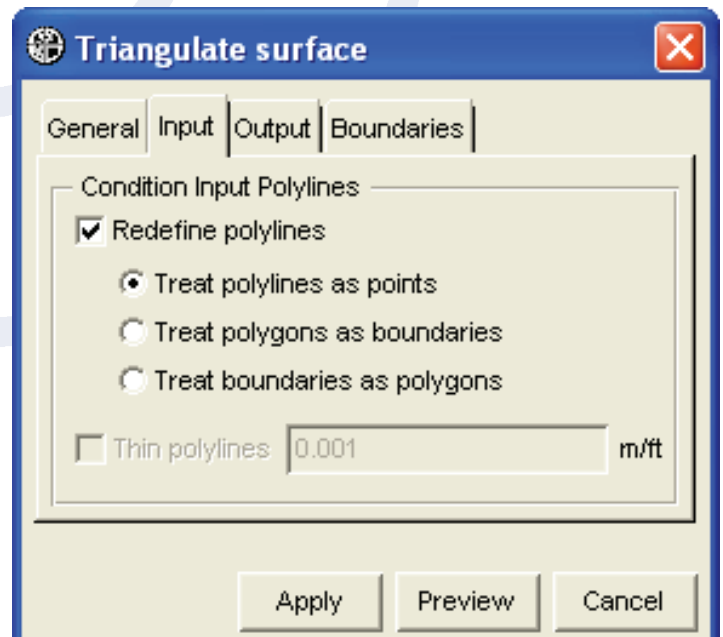 Triangulate surface
General Input Output Boundaries
Condition Input Polylines
Redefine polylines
Treat polylines as points
Treat polygons as boundaries
Treat boundaries as polygons
Thin polylines 0.001 m/ft
Apply Preview Cancel